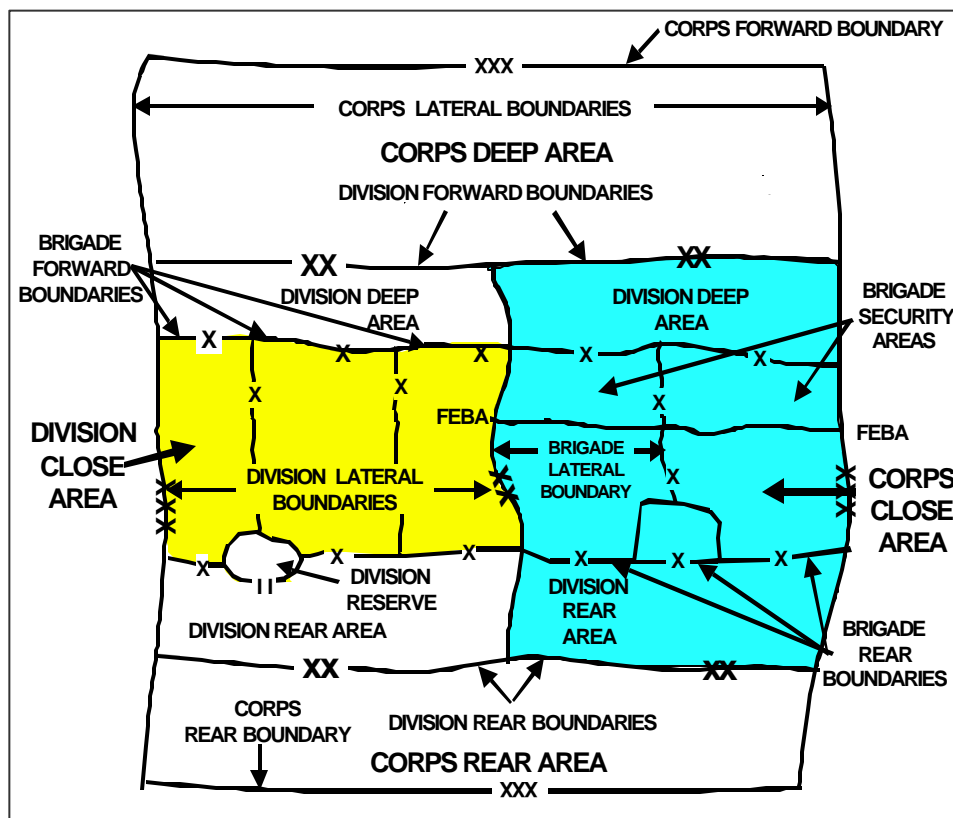 CORPS FORWARD BOUNDARY
XXX
CORPS LATERAL BOUNDARIES
CORPS DEEP AREA
DIVISION FORWARD BOUNDARIES
BRIGADE
FORWARD
BOUNDARIES
XX
XX
DIVISION DEEP
AREA
DIVISION DEEP
AREA
BRIGADE
SECURITY
AREAS
X
X
X
X
X
X
X
X
FEBA
FEBA
DIVISION
CLOSE
AREA
DIVISION LATERAL
BOUNDARIES
BRIGADE
LATERAL
BOUNDARY
X
XXX
XX
XXX
CORPS
CLOSE
AREA
X
X
X
X
X
X
II
DIVISION
RESERVE
DIVISION REAR AREA
DIVISION
REAR
AREA
BRIGADE
REAR
BOUNDARIES
XX
XX
CORPS
REAR BOUNDARY
DIVISION REAR BOUNDARIES
CORPS REAR AREA
XXX